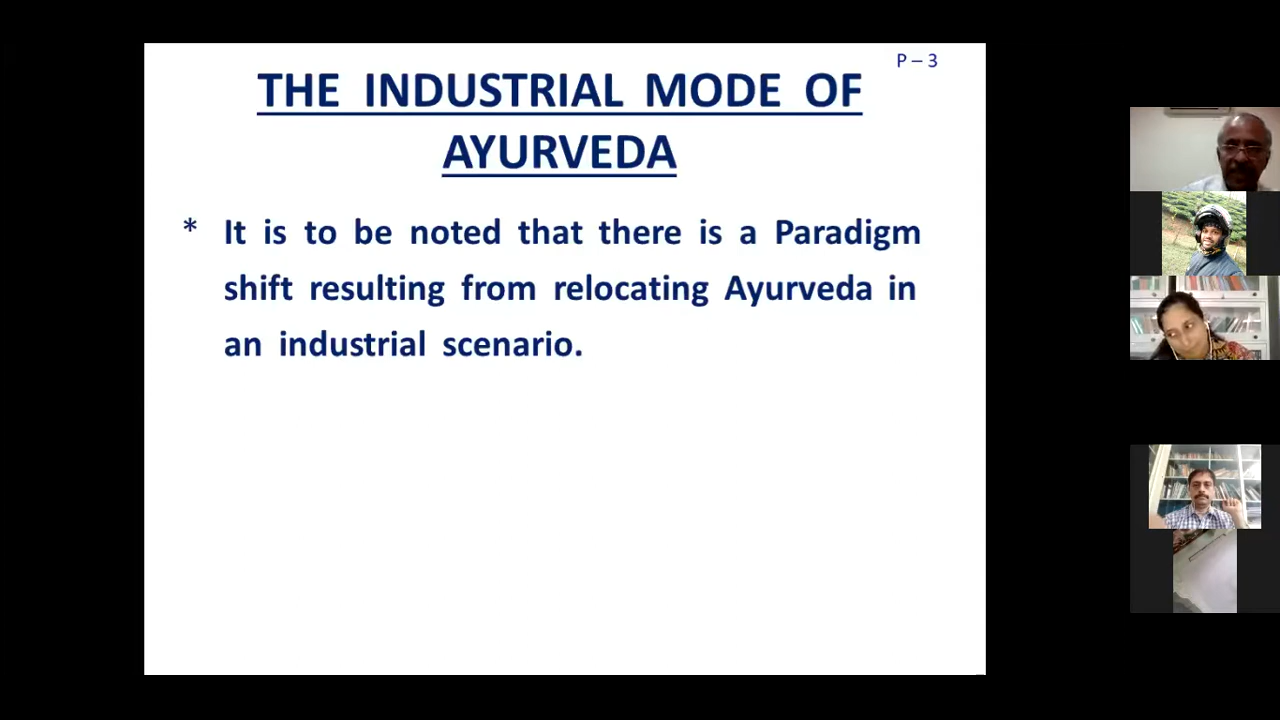 P – 3
THE INDUSTRIAL MODE OF
AYURVEDA
* It is to be noted that there is a Paradigm
shift resulting from relocating Ayurveda in
an industrial scenario.